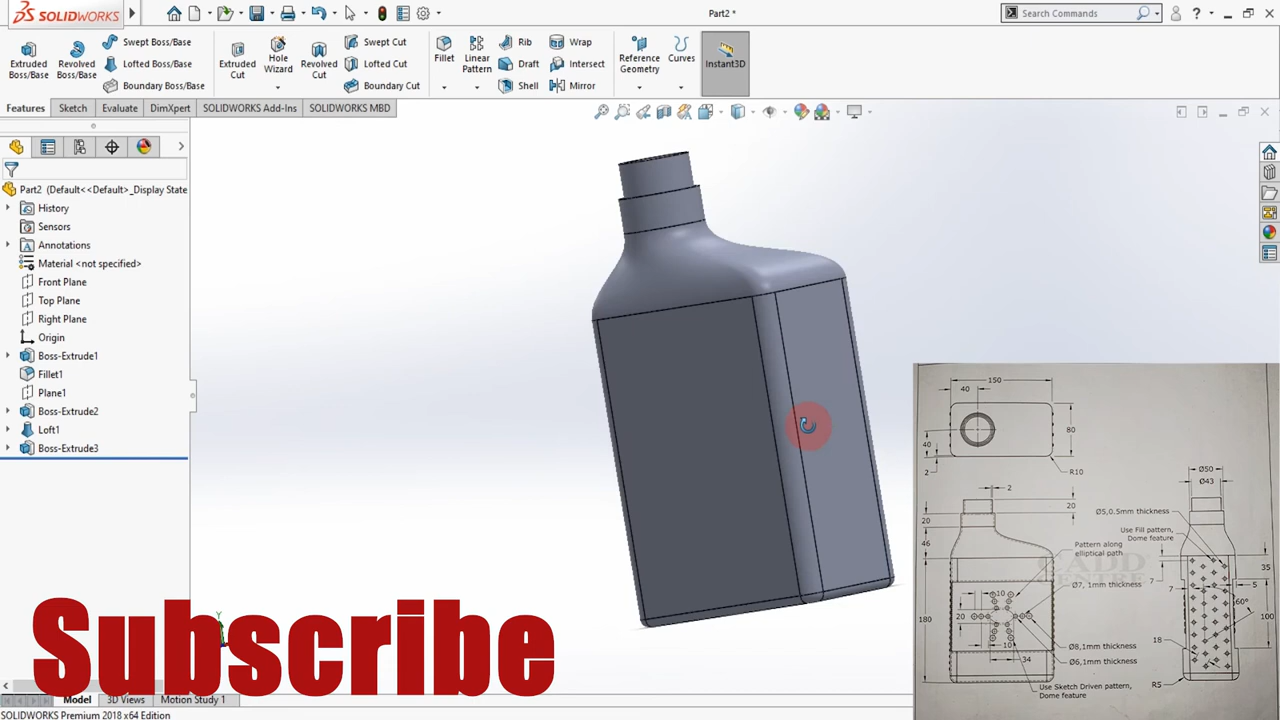 SOLIDWORKS
Part2 *
Search Commands
Extruded Boss/Base
Revolved Boss/Base
Swept Boss/Base
Lofted Boss/Base
Boundary Boss/Base
Extruded Cut
Hole Wizard
Revolved Cut
Swept Cut
Lofted Cut
Boundary Cut
Fillet
Linear Pattern
Rib
Draft
Shell
Wrap
Intersect
Mirror
Reference Geometry
Curves
Instant3D
Features
Sketch
Evaluate
DimXpert
SOLIDWORKS Add-Ins
SOLIDWORKS MBD
Part2 (Default<<Default>_Display State
History
Sensors
Annotations
Material <not specified>
Front Plane
Top Plane
Right Plane
Origin
Boss-Extrude1
Fillet1
Plane1
Boss-Extrude2
Loft1
Boss-Extrude3
Subscribe
Model
3D Views
Motion Study 1
SOLIDWORKS Premium 2018 x64 Edition
150
40
80
40
2
R10
2
20
20
46
180
Pattern along
elliptical path
Ø7, 1mm thickness
10
20
10
34
Ø8,1mm thickness
Ø6,1mm thickness
Use Sketch Driven pattern,
Dome feature
Ø50
Ø43
Ø5,0.5mm thickness
Use Fill pattern,
Dome feature
7
7
35
5
60°
100
18
R5
CADD
CENTRE